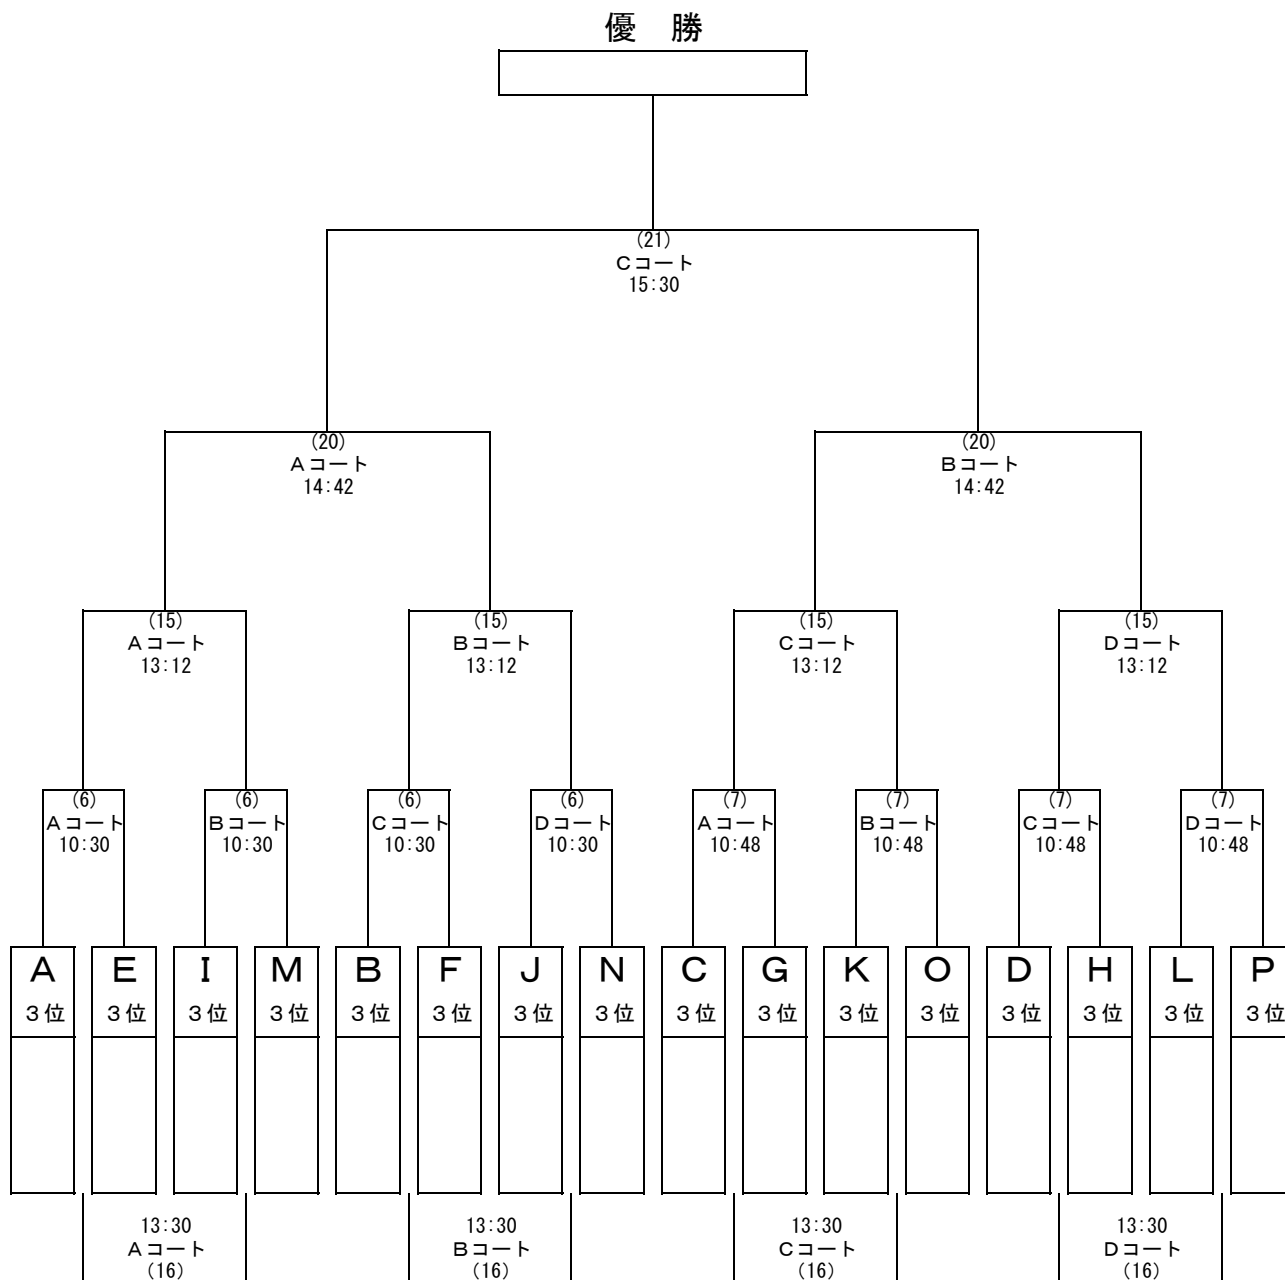 優 勝
(21)
Cコート
15:30
(20)
Aコート
14:42
(20)
Bコート
14:42
(15)
Aコート
13:12
(15)
Bコート
13:12
(15)
Cコート
13:12
(15)
Dコート
13:12
(6)
Aコート
10:30
(6)
Bコート
10:30
(6)
Cコート
10:30
(6)
Dコート
10:30
(7)
Aコート
10:48
(7)
Bコート
10:48
(7)
Cコート
10:48
(7)
Dコート
10:48
A
3位
E
3位
I
3位
M
3位
B
3位
F
3位
J
3位
N
3位
C
3位
G
3位
K
3位
O
3位
D
3位
H
3位
L
3位
P
3位
13:30
Aコート
(16)
13:30
Bコート
(16)
13:30
Cコート
(16)
13:30
Dコート
(16)